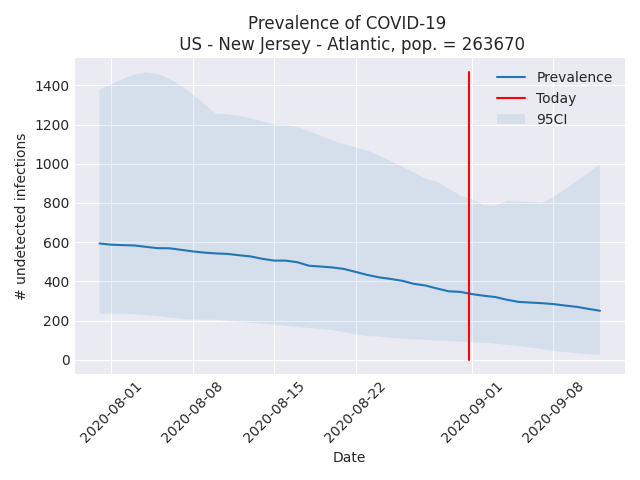 Prevalence of COVID-19
US - New Jersey - Atlantic, pop. = 263670
Prevalence
Today
95CI
# undetected infections
1400
1200
1000
800
600
400
200
0
2020-08-01
2020-08-08
2020-08-15
2020-08-22
2020-09-01
2020-09-08
Date